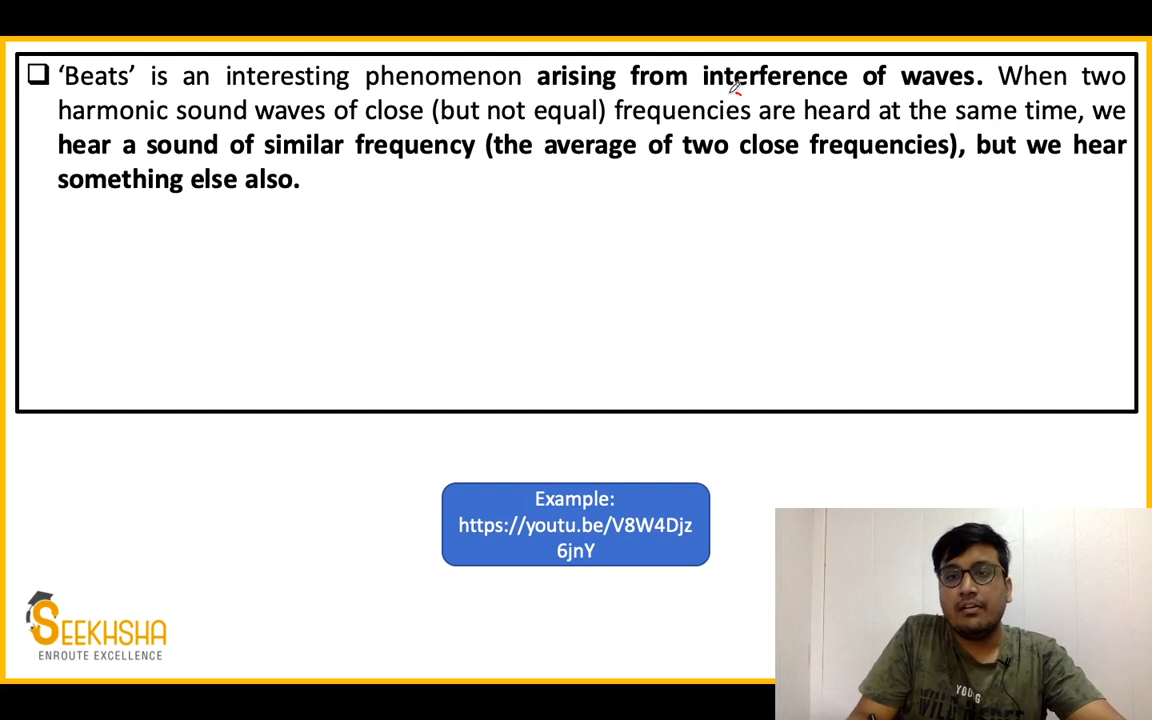 ❑ ‘Beats’ is an interesting phenomenon arising from interference of waves. When two
harmonic sound waves of close (but not equal) frequencies are heard at the same time, we
hear a sound of similar frequency (the average of two close frequencies), but we hear
something else also.
Example:
https://youtu.be/V8W4Djz
6jnY
SEEKHSHA
ENROUTE EXCELLENCE
YOUNG
WILD